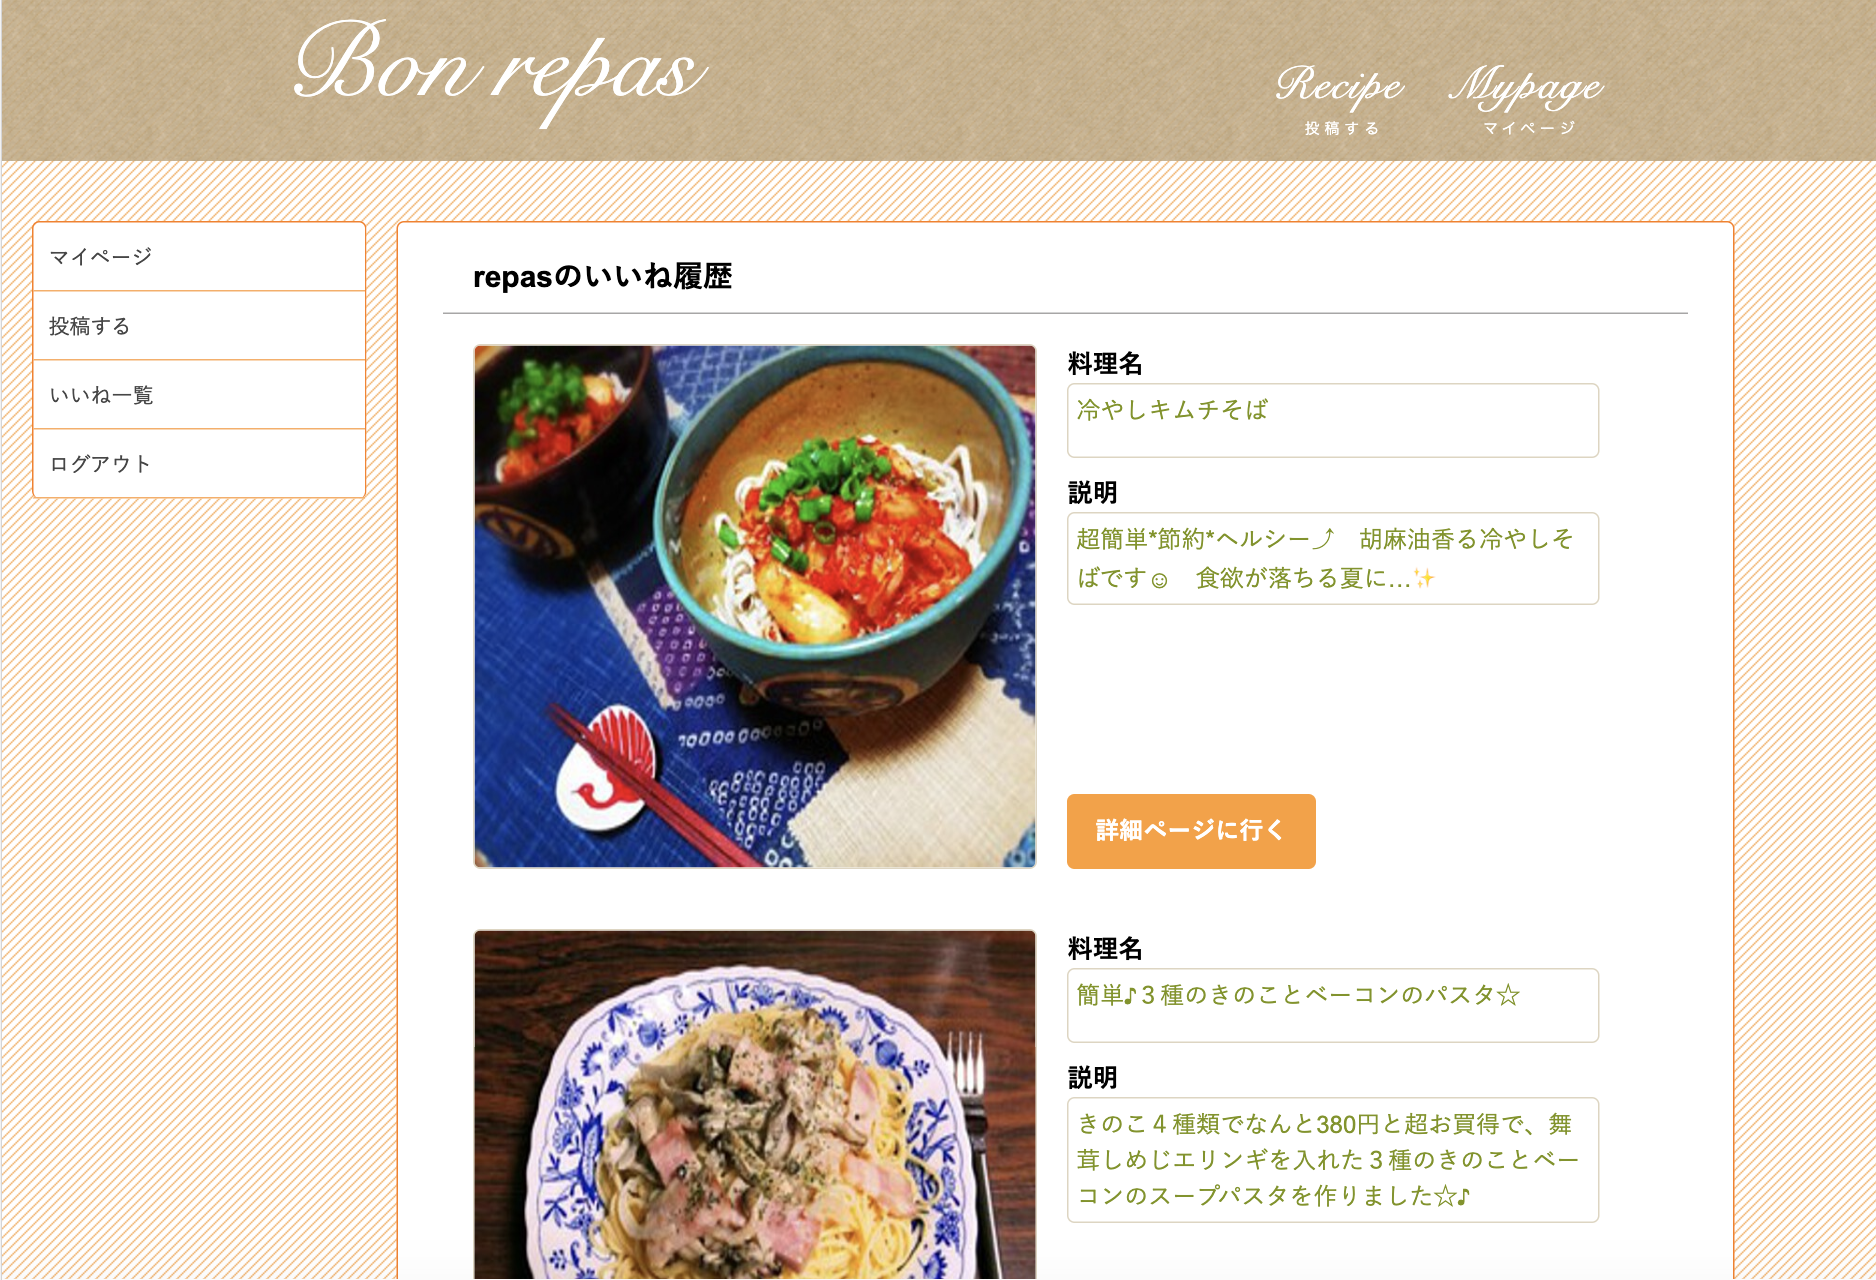 Bon repas
Recipe
投稿する
Mypage
マイページ
マイページ
投稿する
いいね一覧
ログアウト
repasのいいね履歴
料理名
冷やしキムチそば
説明
超簡単*節約*ヘルシー⤴　胡麻油香る冷やしそ
ばです☺　食欲が落ちる夏に…✨
詳細ページに行く
料理名
簡単♪３種のきのことベーコンのパスタ☆
説明
きのこ４種類でなんと380円と超お買得で、舞
茸しめじエリンギを入れた３種のきのことベー
コンのスープパスタを作りました☆♪